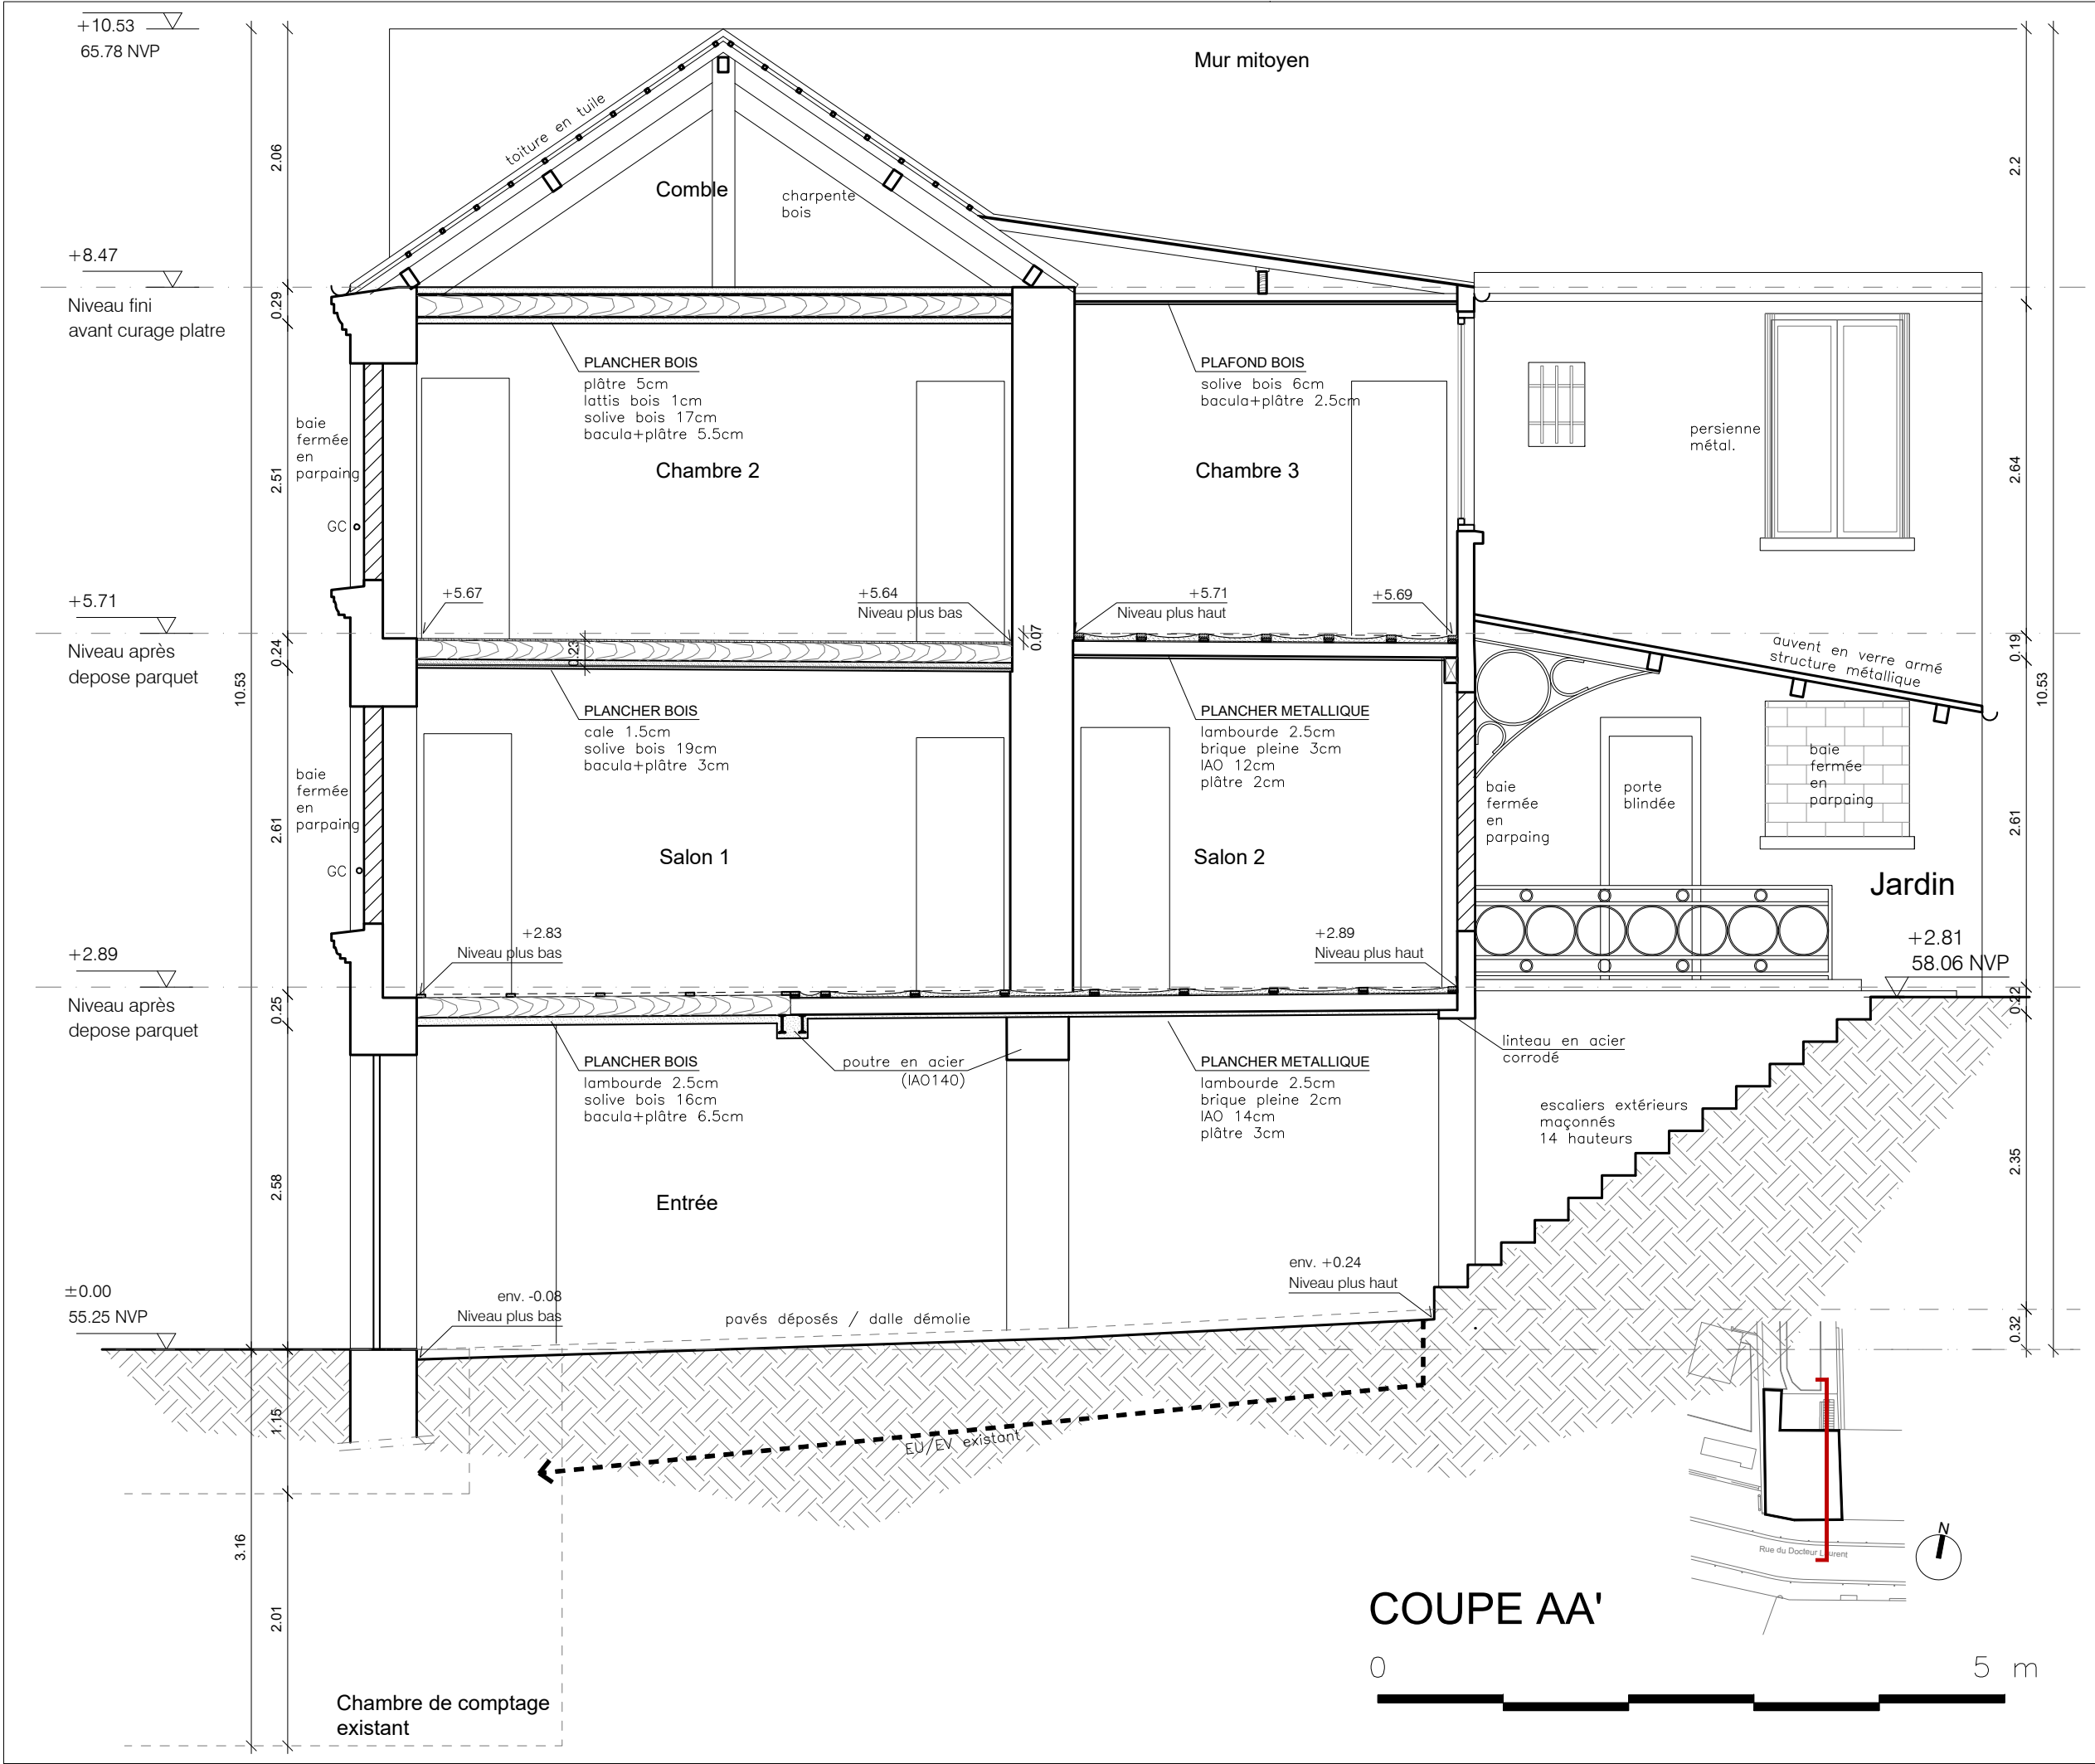 +10.53
65.78 NVP
Mur mitoyen
toiture en tuile
2.06
2.2
Comble
charpente
bois
+8.47
Niveau fini
avant curage platre
0.29
PLANCHER BOIS
plâtre 5cm
lattis bois 1cm
solive bois 17cm
bacula+plâtre 5.5cm
PLAFOND BOIS
solive bois 6cm
bacula+plâtre 2.5cm
baie
fermée
en
parpaing
persienne
métal.
2.51
Chambre 2
Chambre 3
2.64
GC
+5.71
Niveau après
depose parquet
+5.67
+5.64
Niveau plus bas
+5.71
Niveau plus haut
+5.69
0.24
0.23
0.07
0.19
auvent en verre armé
structure métallique
10.53
10.53
PLANCHER BOIS
cale 1.5cm
solive bois 19cm
bacula+plâtre 3cm
PLANCHER METALLIQUE
lambourde 2.5cm
brique pleine 3cm
IAO 12cm
plâtre 2cm
baie
fermée
en
parpaing
baie
fermée
en
parpaing
porte
blindée
baie
fermée
en
parpaing
2.61
Salon 1
Salon 2
2.61
GC
Jardin
+2.89
Niveau après
depose parquet
+2.83
Niveau plus bas
+2.89
Niveau plus haut
+2.81
58.06 NVP
0.25
0.22
PLANCHER BOIS
lambourde 2.5cm
solive bois 16cm
bacula+plâtre 6.5cm
poutre en acier
(IAO140)
PLANCHER METALLIQUE
lambourde 2.5cm
brique pleine 2cm
IAO 14cm
plâtre 3cm
linteau en acier
corrodé
escaliers extérieurs
maçonnés
14 hauteurs
2.58
Entrée
2.35
±0.00
55.25 NVP
env. -0.08
Niveau plus bas
pavés déposés / dalle démolie
env. +0.24
Niveau plus haut
0.32
1.15
EU/EV existant
3.16
2.01
Rue du Docteur Laurent
N
COUPE AA'
0
5 m
Chambre de comptage
existant